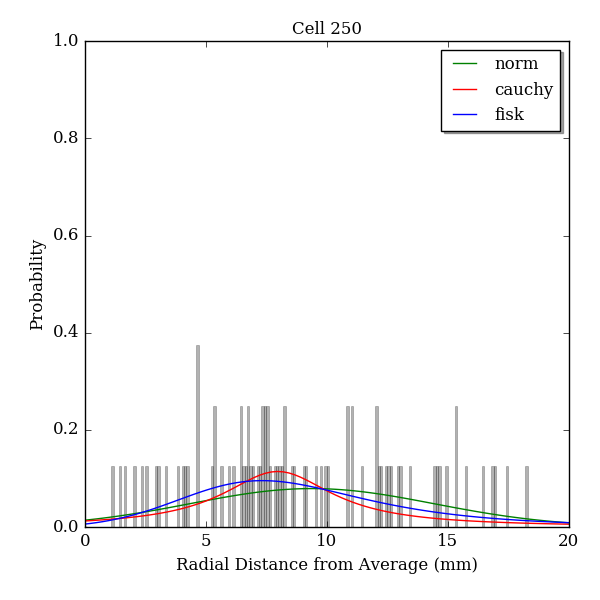 Cell 250
norm
cauchy
fisk
1.0
0.8
0.6
0.4
0.2
0.0
Probability
0 5 10 15 20
Radial Distance from Average (mm)